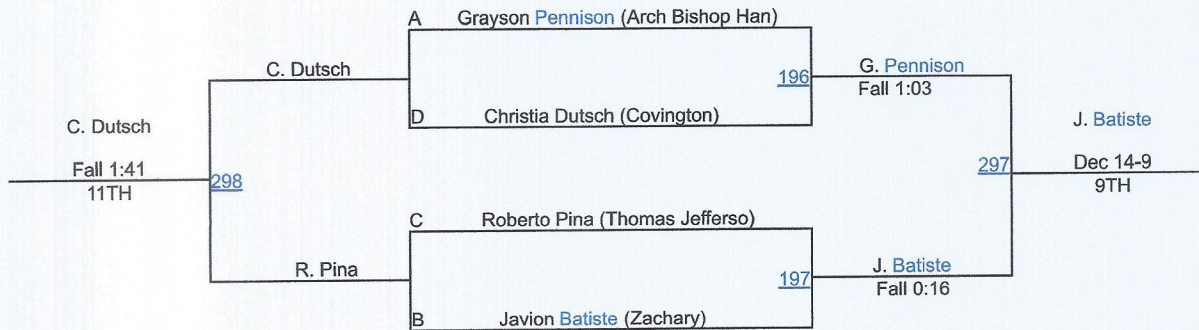 A Grayson Pennison (Arch Bishop Han)
C. Dutsch
196
G. Pennison
Fall 1:03
D Christia Dutsch (Covington)
C. Dutsch
Fall 1:41
11TH
298
J. Batiste
297
Dec 14-9
9TH
C Roberto Pina (Thomas Jefferso)
R. Pina
197
J. Batiste
Fall 0:16
B Javion Batiste (Zachary)